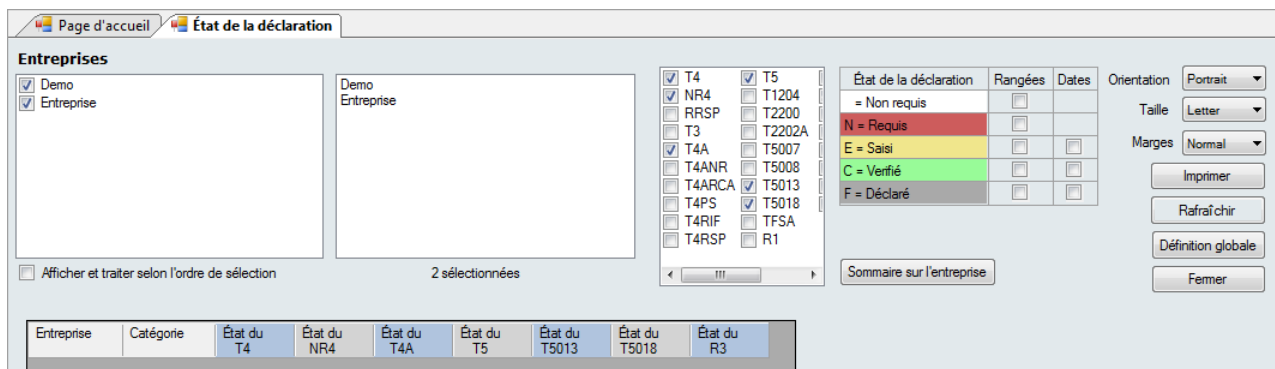 Page d'accueil
État de la déclaration
Entreprises
Demo
Entreprise
Demo
Entreprise
Afficher et traiter selon l'ordre de sélection
2 sélectionnées
T4
T5
NR4
T1204
RRSP
T2200
T3
T2202A
T4A
T5007
T4ANR
T5008
T4ARCA
T5013
T4PS
T5018
T4RIF
TFSA
T4RSP
R1
État de la déclaration
Rangées
Dates
= Non requis
N = Requis
E = Saisi
C = Verifié
F = Déclaré
Sommaire sur l'entreprise
Orientation
Portrait
Taille
Letter
Marges
Normal
Imprimer
Rafraîchir
Définition globale
Fermer
Entreprise
Catégorie
État du
T4
État du
NR4
État du
T4A
État du
T5
État du
T5013
État du
T5018
État du
R3